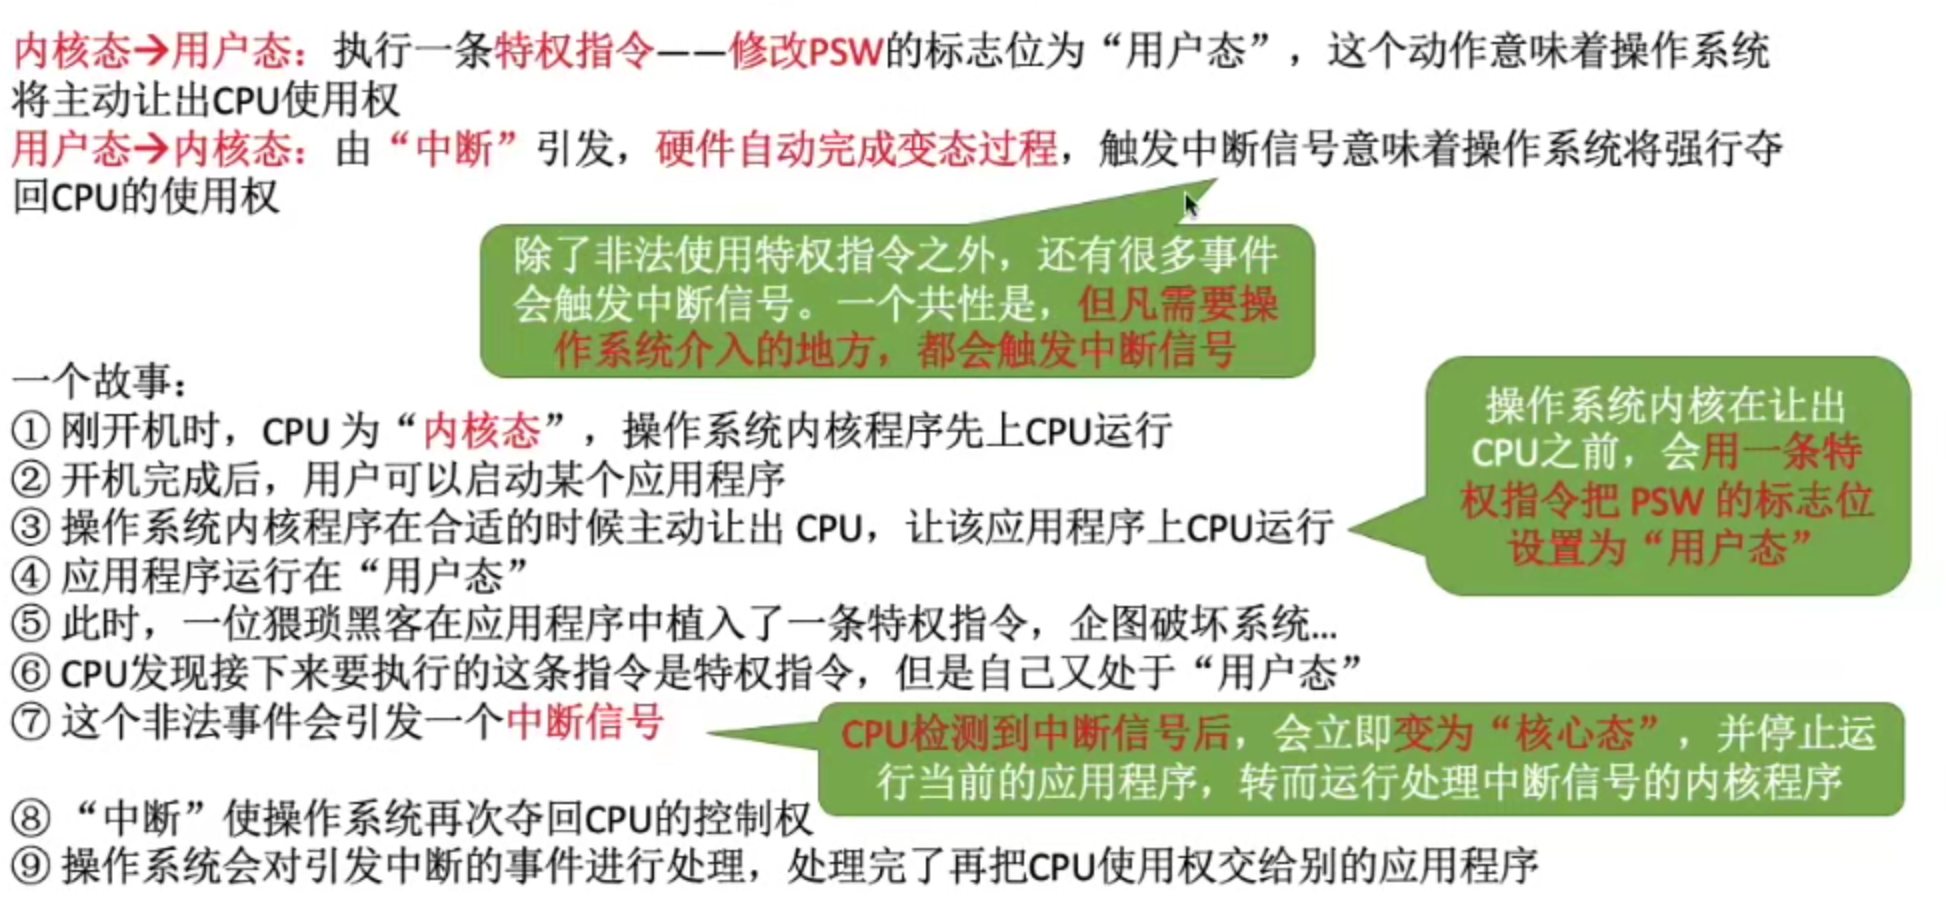 内核态→用户态：执行一条特权指令——修改PSW的标志位为“用户态”，这个动作意味着操作系统
将主动让出CPU使用权
用户态→内核态：由“中断”引发，硬件自动完成变态过程，触发中断信号意味着操作系统将强行夺
回CPU的使用权
除了非法使用特权指令之外，还有很多事件
会触发中断信号。一个共性是，但凡需要操
作系统介入的地方，都会触发中断信号
一个故事：
① 刚开机时，CPU 为“内核态”，操作系统内核程序先上CPU运行
② 开机完成后，用户可以启动某个应用程序
③ 操作系统内核程序在合适的时候主动让出 CPU，让该应用程序上CPU运行
操作系统内核在让出
CPU之前，会用一条特
权指令把 PSW 的标志位
设置为“用户态”
④ 应用程序运行在“用户态”
⑤ 此时，一位猥琐黑客在应用程序中植入了一条特权指令，企图破坏系统...
⑥ CPU发现接下来要执行的这条指令是特权指令，但是自己又处于“用户态”
⑦ 这个非法事件会引发一个中断信号
CPU检测到中断信号后，会立即变为“核心态”，并停止运
行当前的应用程序，转而运行处理中断信号的内核程序
⑧ “中断”使操作系统再次夺回CPU的控制权
⑨ 操作系统会对引发中断的事件进行处理，处理完了再把CPU使用权交给别的应用程序